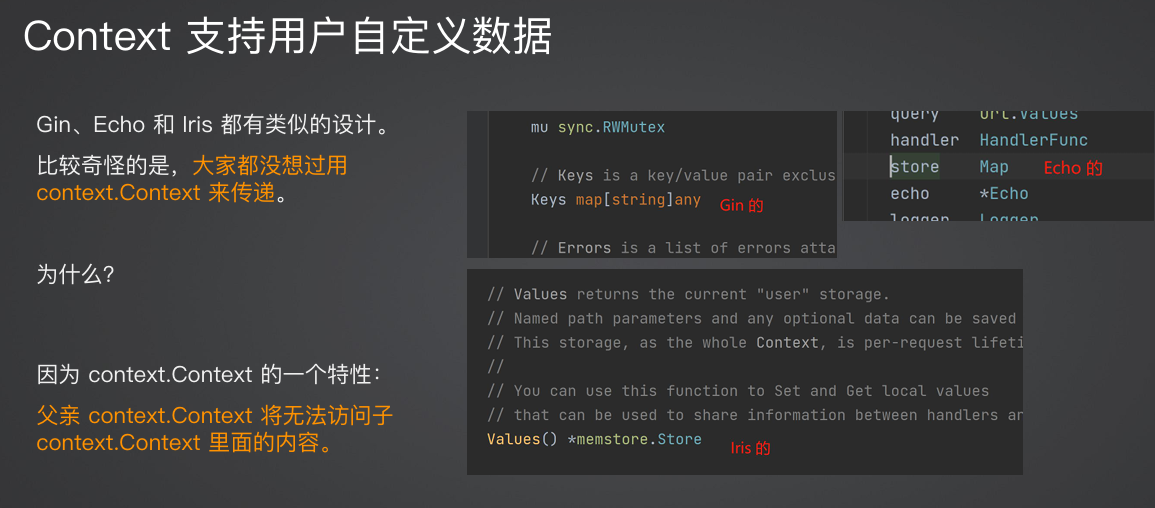 Context 支持用户自定义数据
Gin、Echo 和 Iris 都有类似的设计。
比较奇怪的是，大家都没想过用
context.Context 来传递。
为什么？
因为 context.Context 的一个特性：
父亲 context.Context 将无法访问子
context.Context 里面的内容。
mu sync.RWMutex
// Keys is a key/value pair exclus
Keys map[string]any Gin 的
// Errors is a list of errors atta
query url.Values
handler HandlerFunc
store Map Echo 的
echo *Echo
logger Logger
// Values returns the current "user" storage.
// Named path parameters and any optional data can be saved
// This storage, as the whole Context, is per-request lifeti
//
// You can use this function to Set and Get local values
// that can be used to share information between handlers an
Values() *memstore.Store Iris 的